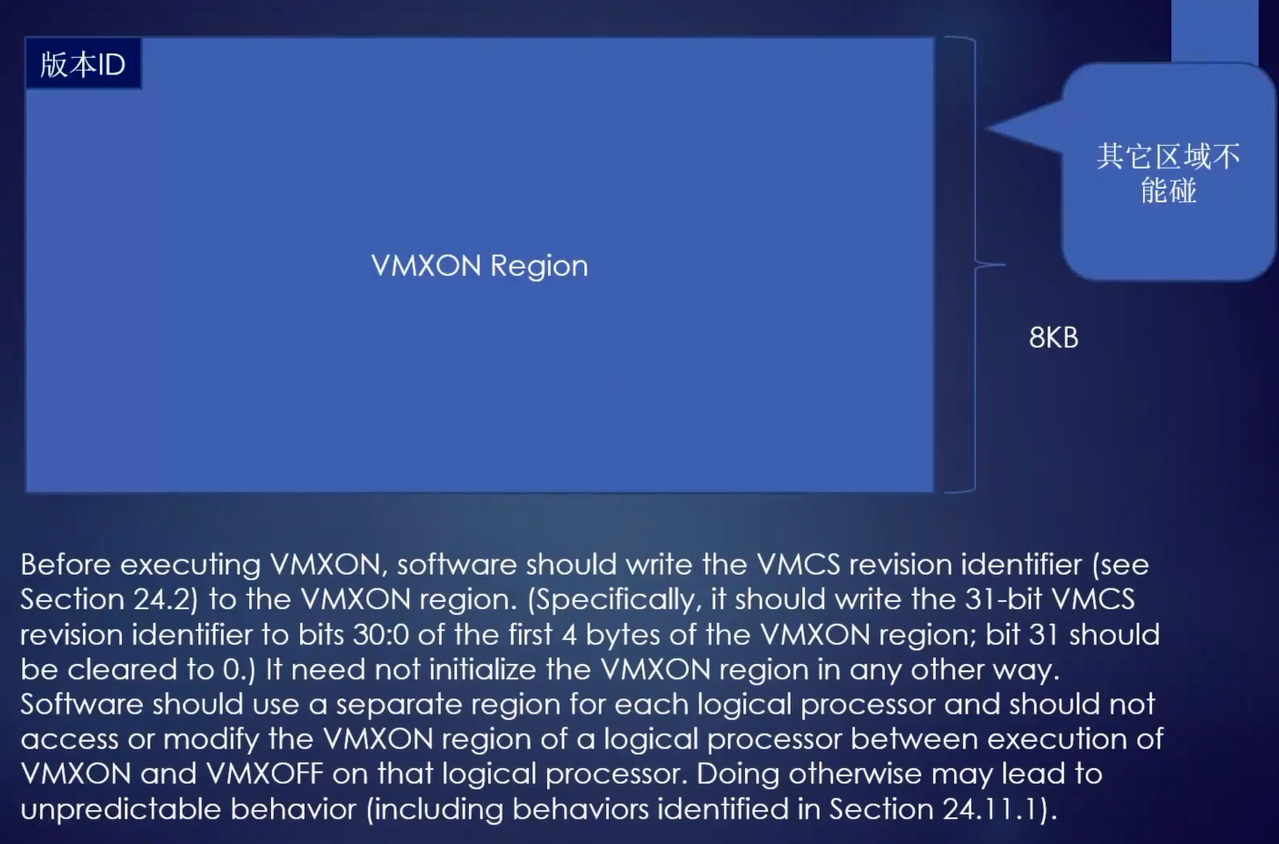 版本ID
其它区域不
能碰
VMXON Region
8KB
Before executing VMXON, software should write the VMCS revision identifier (see
Section 24.2) to the VMXON region. (Specifically, it should write the 31-bit VMCS
revision identifier to bits 30:0 of the first 4 bytes of the VMXON region; bit 31 should
be cleared to 0.) It need not initialize the VMXON region in any other way.
Software should use a separate region for each logical processor and should not
access or modify the VMXON region of a logical processor between execution of
VMXON and VMXOFF on that logical processor. Doing otherwise may lead to
unpredictable behavior (including behaviors identified in Section 24.11.1).